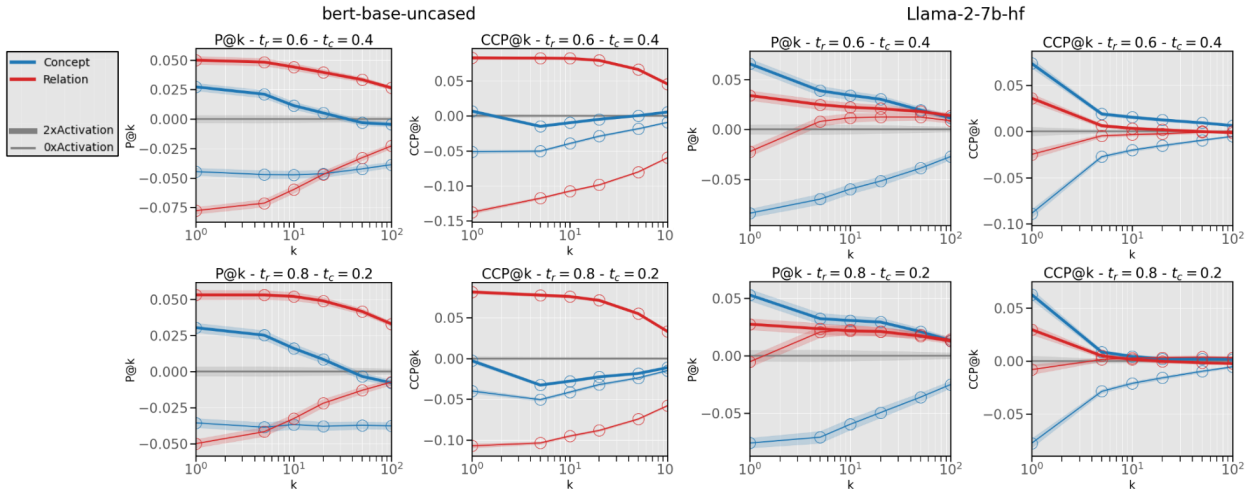 bert-base-uncased
Llama-2-7b-hf
Concept
Relation
2xActivation
0xActivation
P@k - t_r = 0.6 - t_c = 0.4
0.050
0.025
0.000
−0.025
−0.050
−0.075
P@k
10^0
10^1
10^2
k
CCP@k - t_r = 0.6 - t_c = 0.4
0.05
0.00
−0.05
−0.10
−0.15
CCP@k
10^0
10^1
10
k
P@k - t_r = 0.6 - t_c = 0.4
0.05
0.00
−0.05
P@k
10^0
10^1
10^2
k
CCP@k - t_r = 0.6 - t_c = 0.4
0.05
0.00
−0.05
−0.10
CCP@k
10^0
10^1
10^2
k
P@k - t_r = 0.8 - t_c = 0.2
0.050
0.025
0.000
−0.025
−0.050
P@k
10^0
10^1
10^2
k
CCP@k - t_r = 0.8 - t_c = 0.2
0.05
0.00
−0.05
−0.10
CCP@k
10^0
10^1
10
k
P@k - t_r = 0.8 - t_c = 0.2
0.05
0.00
−0.05
P@k
10^0
10^1
10^2
k
CCP@k - t_r = 0.8 - t_c = 0.2
0.05
0.00
−0.05
CCP@k
10^0
10^1
10^2
k